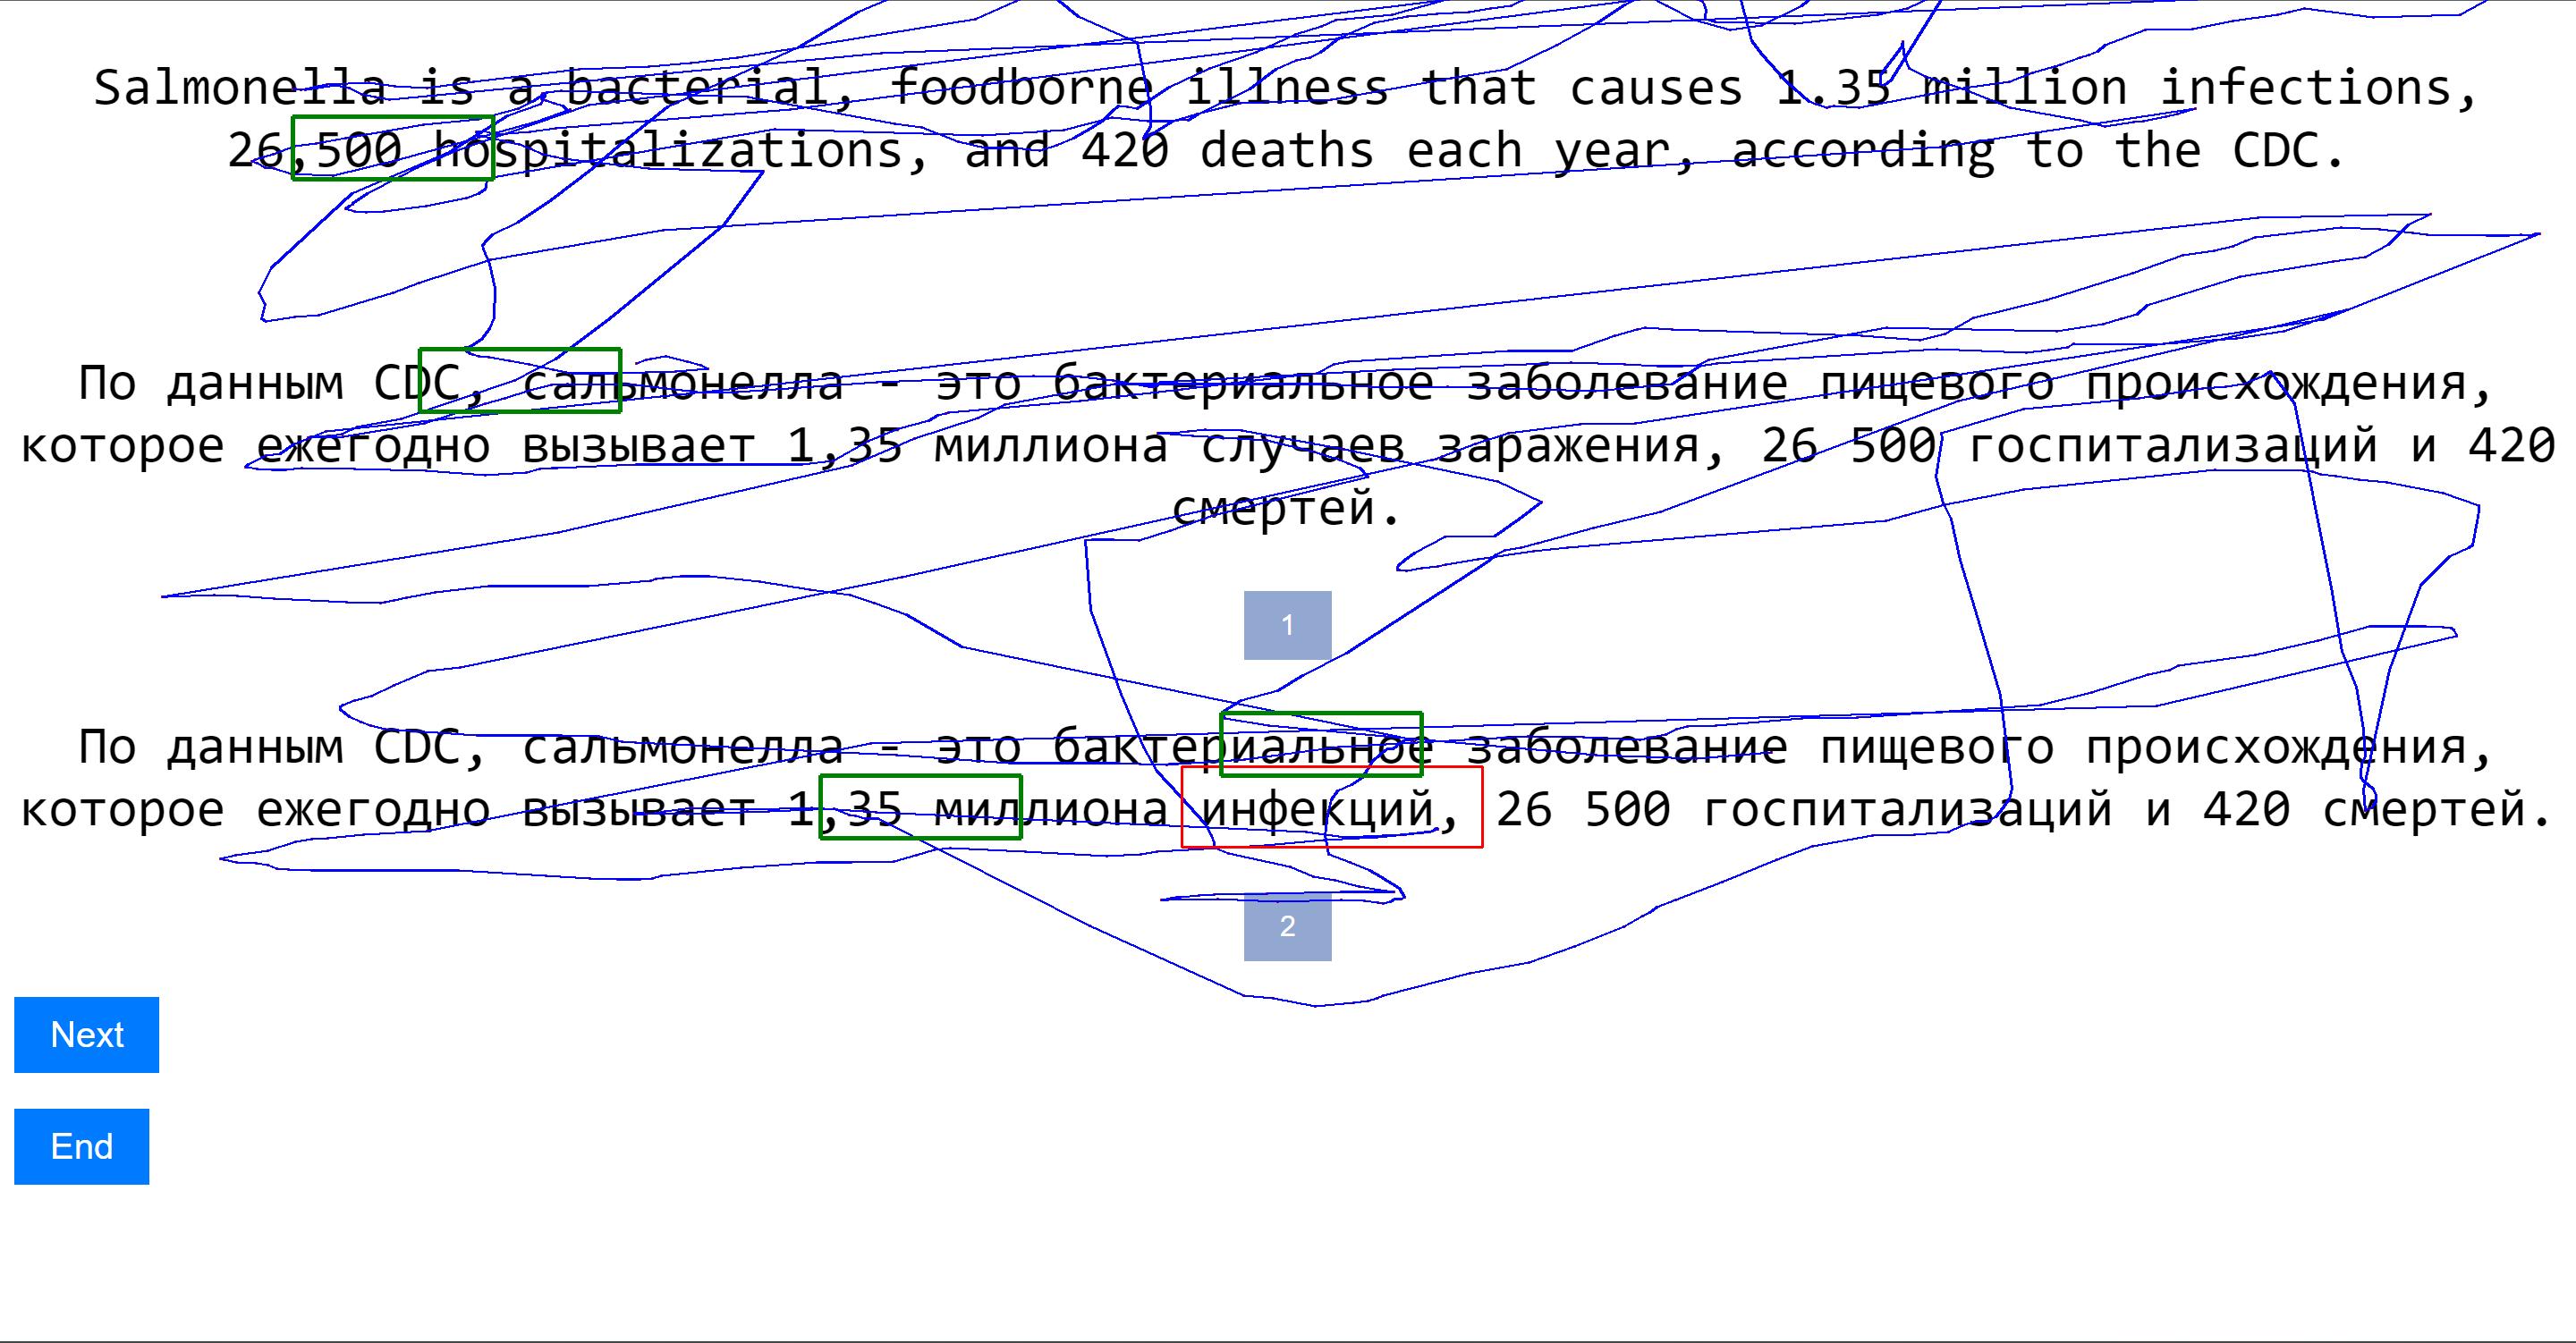 Salmonella is a bacterial, foodborne illness that causes 1.35 million infections,
26,500 hospitalizations, and 420 deaths each year, according to the CDC.
По данным CDC, сальмонелла - это бактериальное заболевание пищевого происхождения,
которое ежегодно вызывает 1,35 миллиона случаев заражения, 26 500 госпитализаций и 420
смертей.
1
По данным CDC, сальмонелла - это бактериальное заболевание пищевого происхождения,
которое ежегодно вызывает 1,35 миллиона инфекций, 26 500 госпитализаций и 420 смертей.
2
Next
End